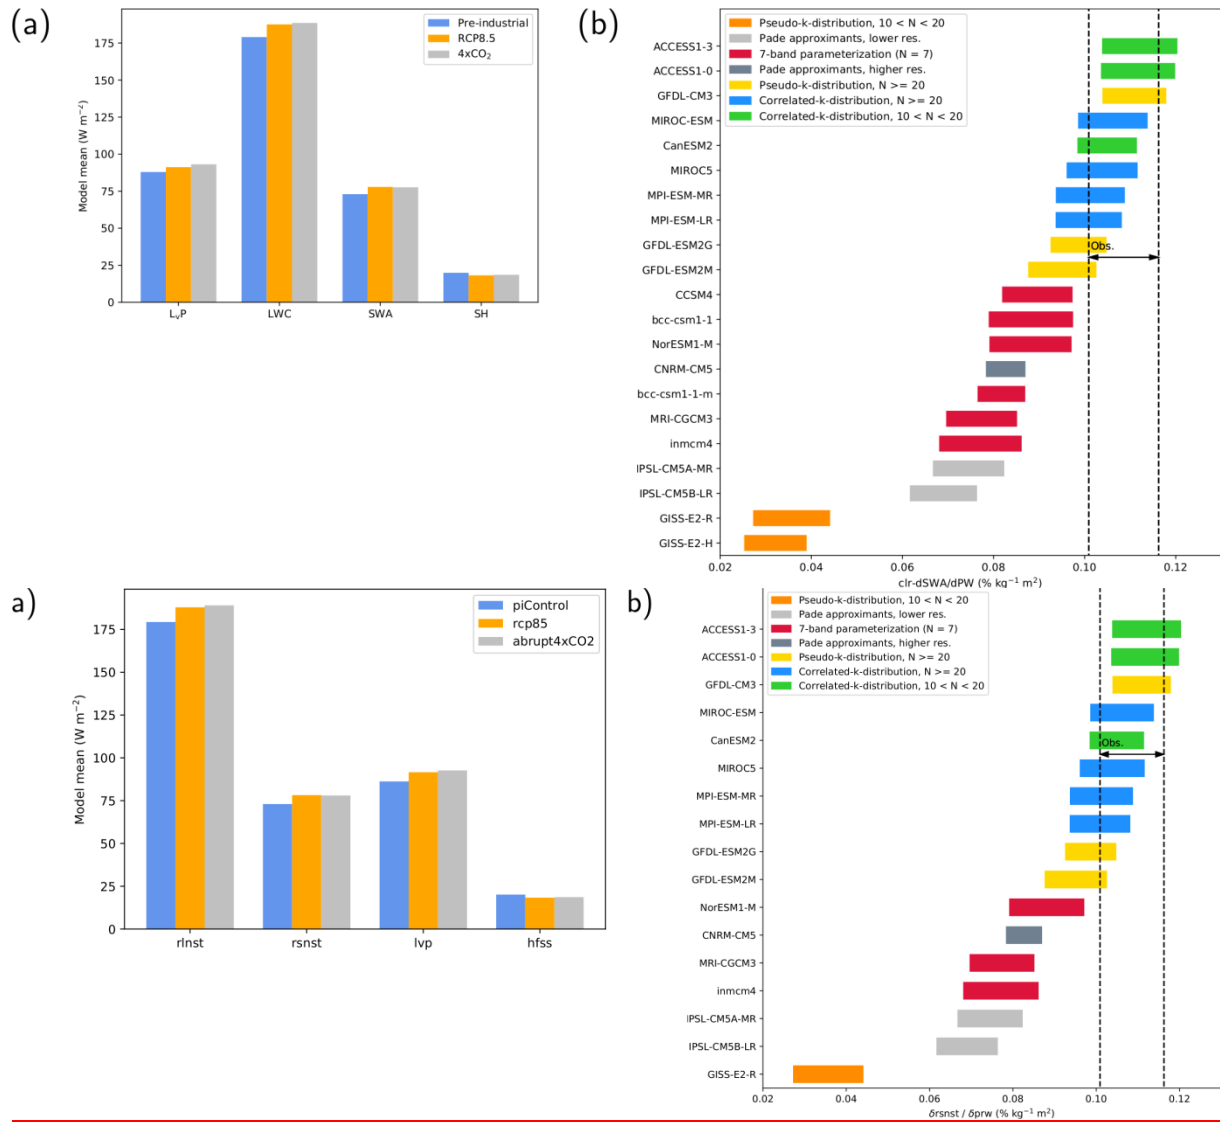 (a)
Pre-industrial
RCP8.5
4xCO₂
Model mean (W m⁻²)
175
150
125
100
75
50
25
0
LᵥP
LWC
SWA
SH
(b)
Pseudo-k-distribution, 10 < N < 20
Pade approximants, lower res.
7-band parameterization (N = 7)
Pade approximants, higher res.
Pseudo-k-distribution, N >= 20
Correlated-k-distribution, N >= 20
Correlated-k-distribution, 10 < N < 20
ACCESS1-3
ACCESS1-0
GFDL-CM3
MIROC-ESM
CanESM2
MIROC5
MPI-ESM-MR
MPI-ESM-LR
GFDL-ESM2G
Obs.
GFDL-ESM2M
CCSM4
bcc-csm1-1
NorESM1-M
CNRM-CM5
bcc-csm1-1-m
MRI-CGCM3
inmcm4
IPSL-CM5A-MR
IPSL-CM5B-LR
GISS-E2-R
GISS-E2-H
0.02
0.04
0.06
0.08
0.10
0.12
clr-dSWA/dPW (% kg⁻¹ m²)
a)
piControl
rcp85
abrupt4xCO2
Model mean (W m⁻²)
175
150
125
100
75
50
25
0
rlnst
rsnst
lvp
hfss
b)
Pseudo-k-distribution, 10 < N < 20
Pade approximants, lower res.
7-band parameterization (N = 7)
Pade approximants, higher res.
Pseudo-k-distribution, N >= 20
Correlated-k-distribution, N >= 20
Correlated-k-distribution, 10 < N < 20
ACCESS1-3
ACCESS1-0
GFDL-CM3
MIROC-ESM
CanESM2
Obs.
MIROC5
MPI-ESM-MR
MPI-ESM-LR
GFDL-ESM2G
GFDL-ESM2M
NorESM1-M
CNRM-CM5
MRI-CGCM3
inmcm4
IPSL-CM5A-MR
IPSL-CM5B-LR
GISS-E2-R
0.02
0.04
0.06
0.08
0.10
0.12
δrsnst / δprw (% kg⁻¹ m²)